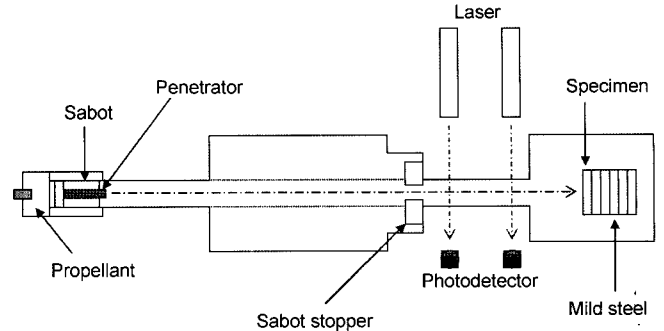 Laser
Penetrator
Specimen
Sabot
Propellant
Photodetector
Mild steel
Sabot stopper